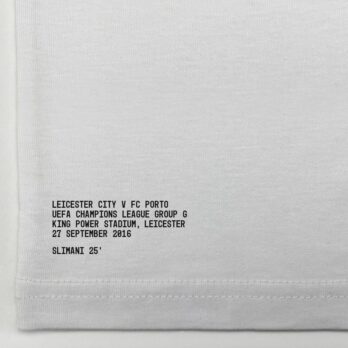 LEICESTER CITY V FC PORTO
UEFA CHAMPIONS LEAGUE GROUP G
KING POWER STADIUM, LEICESTER
27 SEPTEMBER 2016
SLIMANI 25'